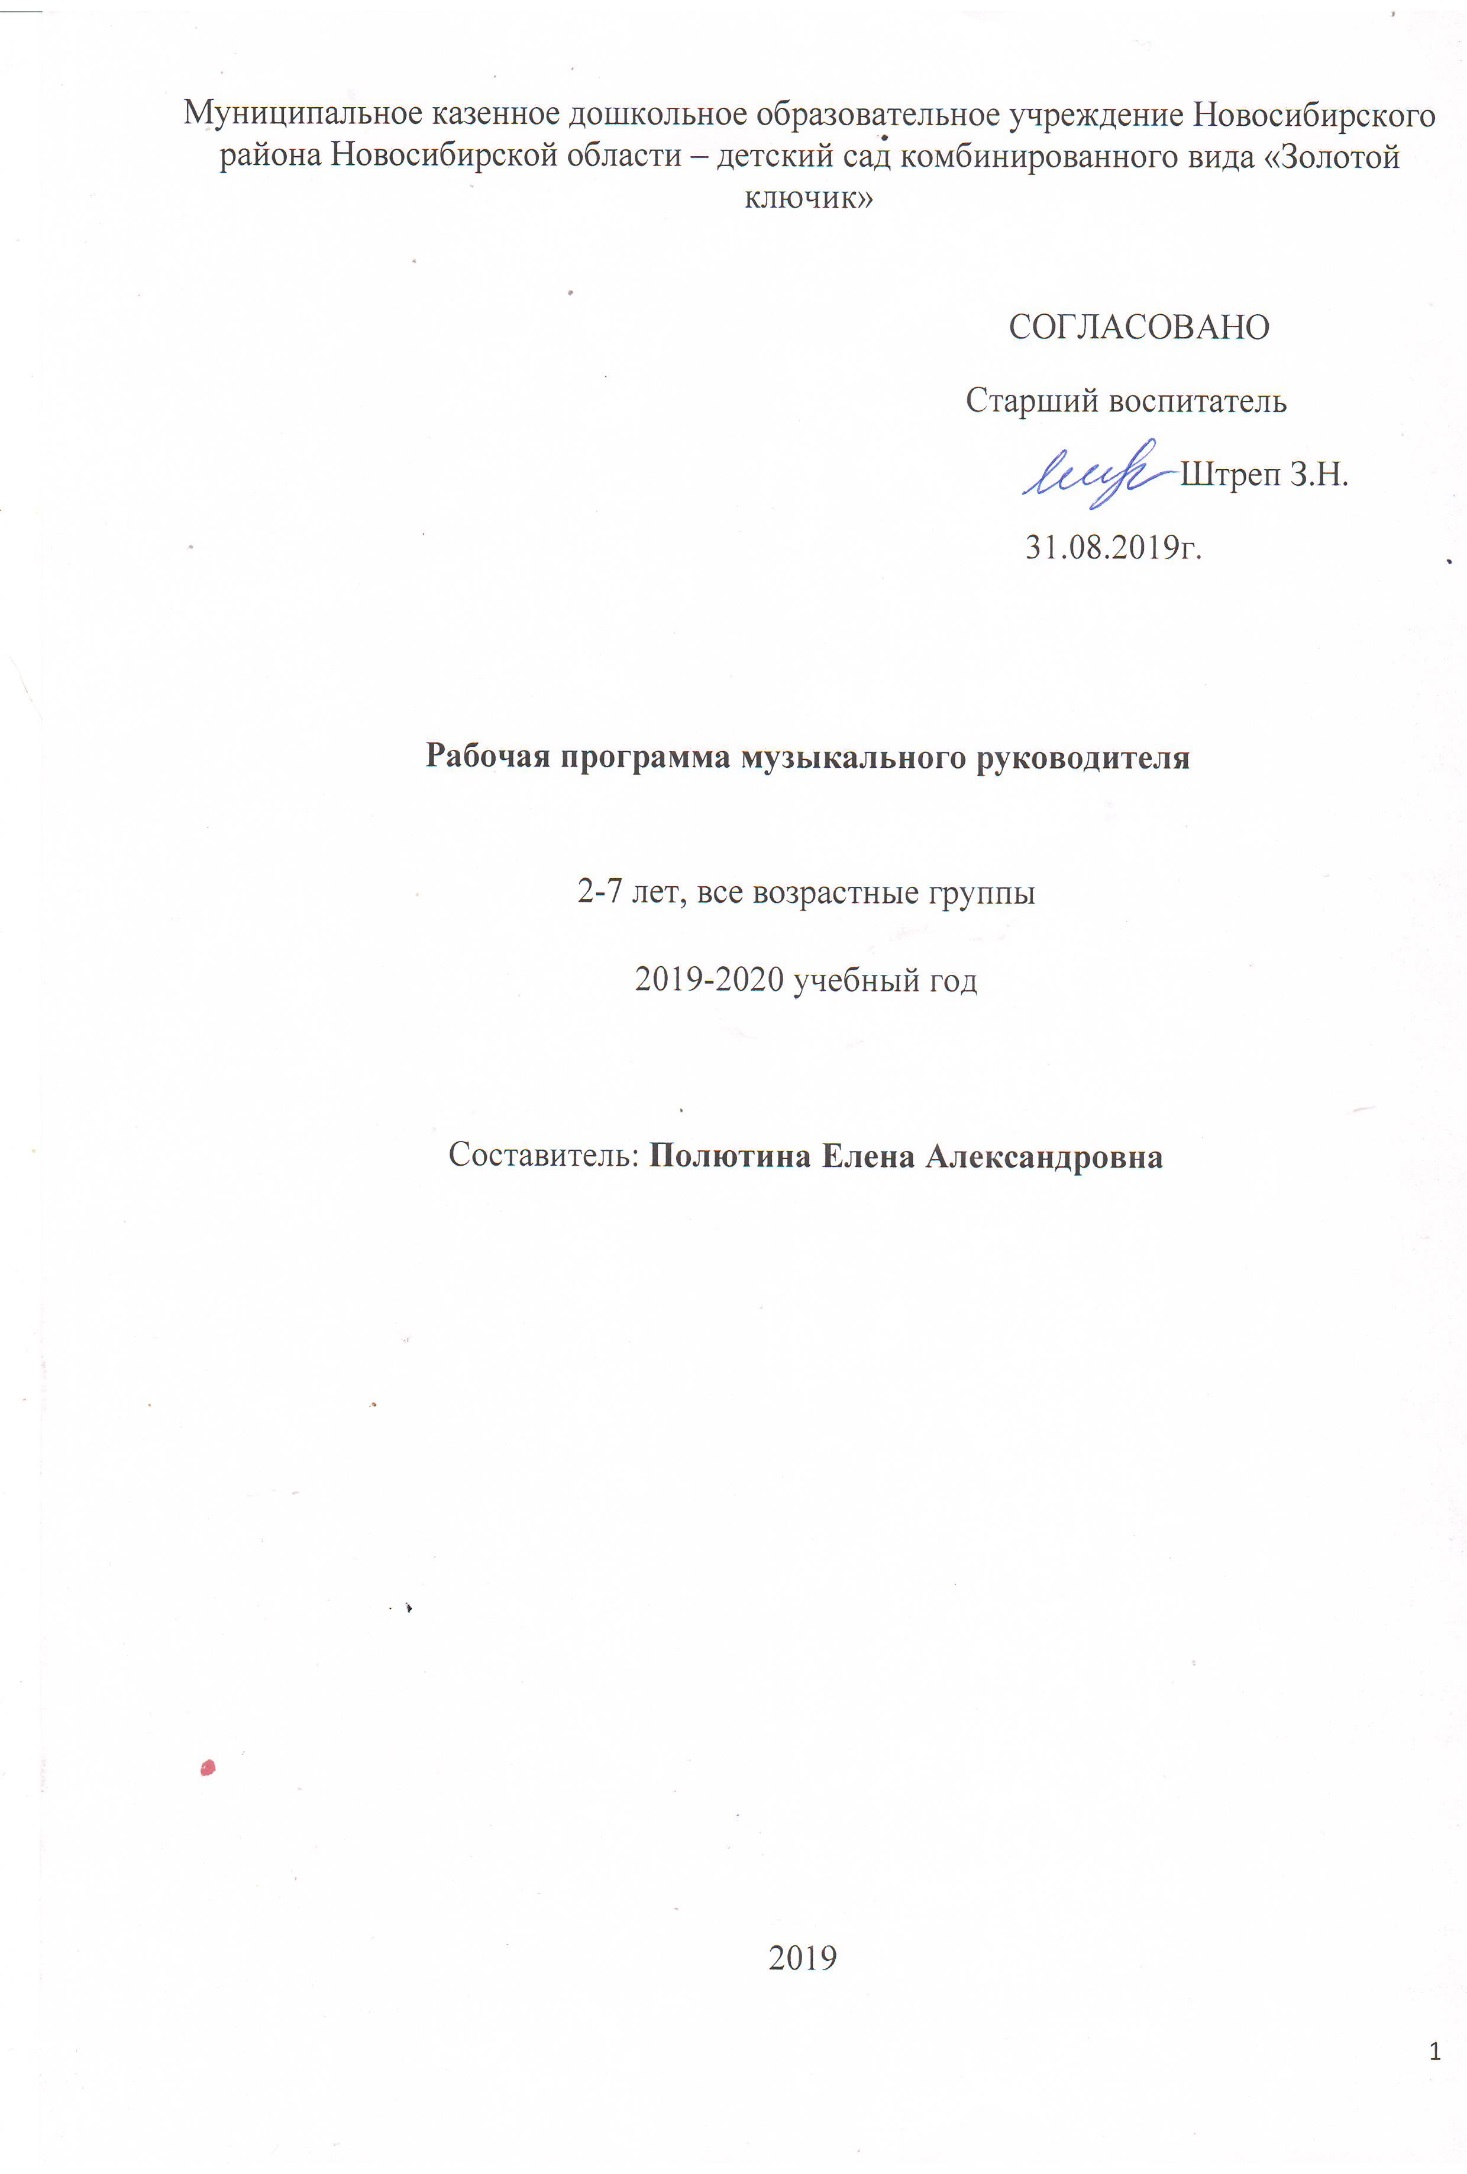 Муниципальное казенное дошкольное образовательное учреждение Новосибирского
района Новосибирской области – детский сад комбинированного вида «Золотой
ключик»
СОГЛАСОВАНО
Старший воспитатель
Штреп З.Н.
31.08.2019г.
Рабочая программа музыкального руководителя
2-7 лет, все возрастные группы
2019-2020 учебный год
Составитель: Полютина Елена Александровна
2019
1